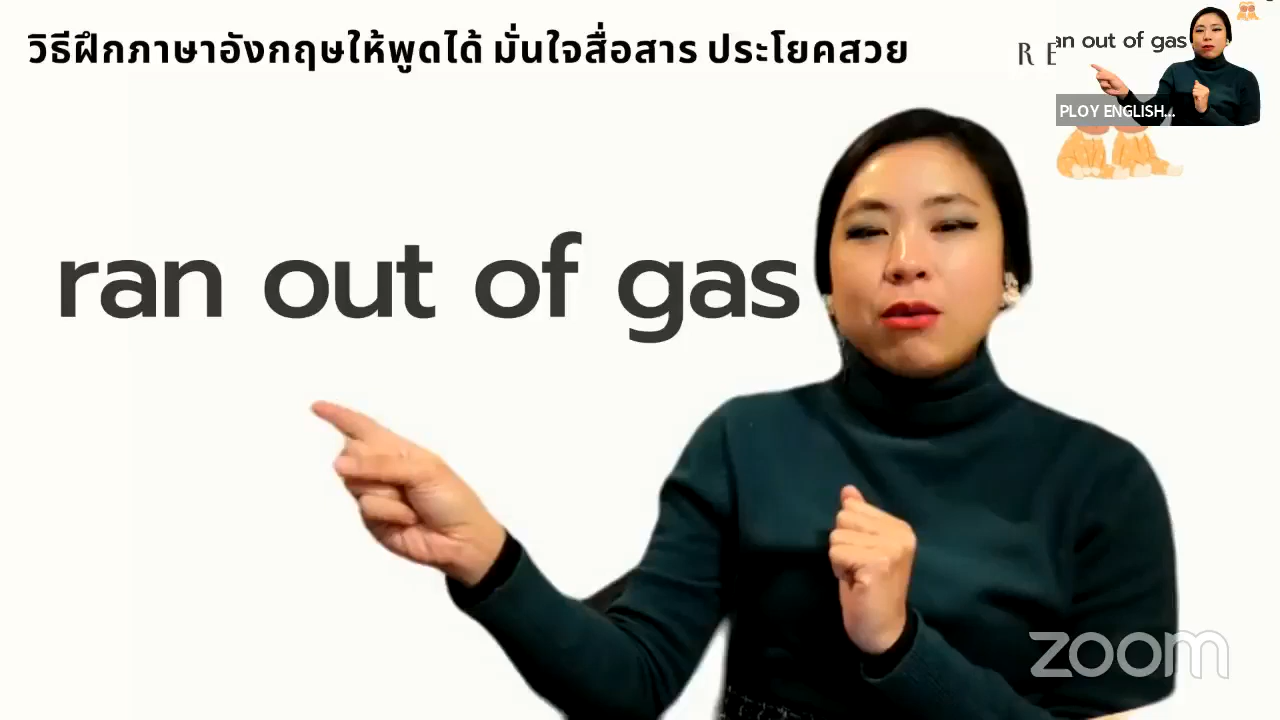 วิธีฝึกภาษาอังกฤษให้พูดได้ มั่นใจสื่อสาร ประโยคสวย
R E
an out of gas
PLOY ENGLISH...
ran out of gas
zoom